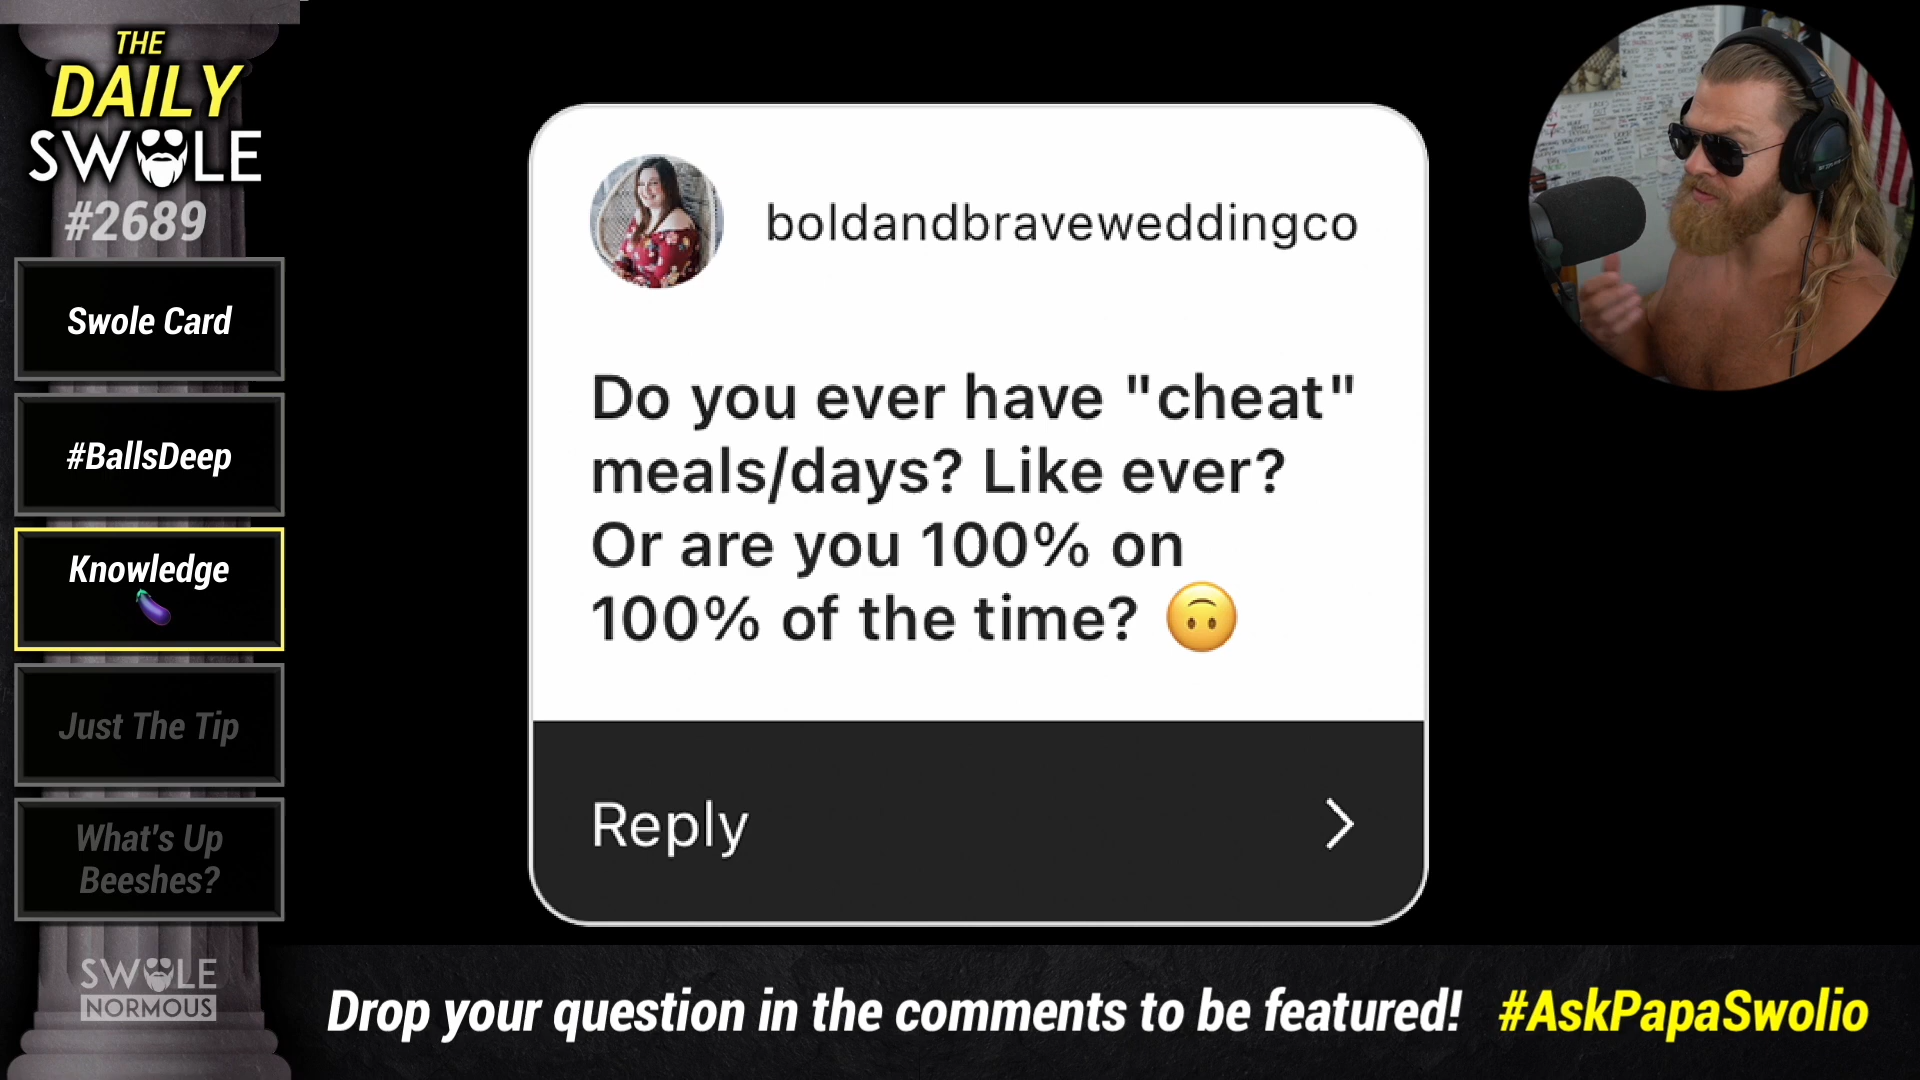 THE
DAILY
SWOLE
#2689
Swole Card
#BallsDeep
Knowledge
🍆
Just The Tip
What's Up
Beeshes?
SWOLE
NORMOUS
boldandbraveweddingco
Do you ever have "cheat"
meals/days? Like ever?
Or are you 100% on
100% of the time? 🙃
Reply
Drop your question in the comments to be featured! #AskPapaSwolio